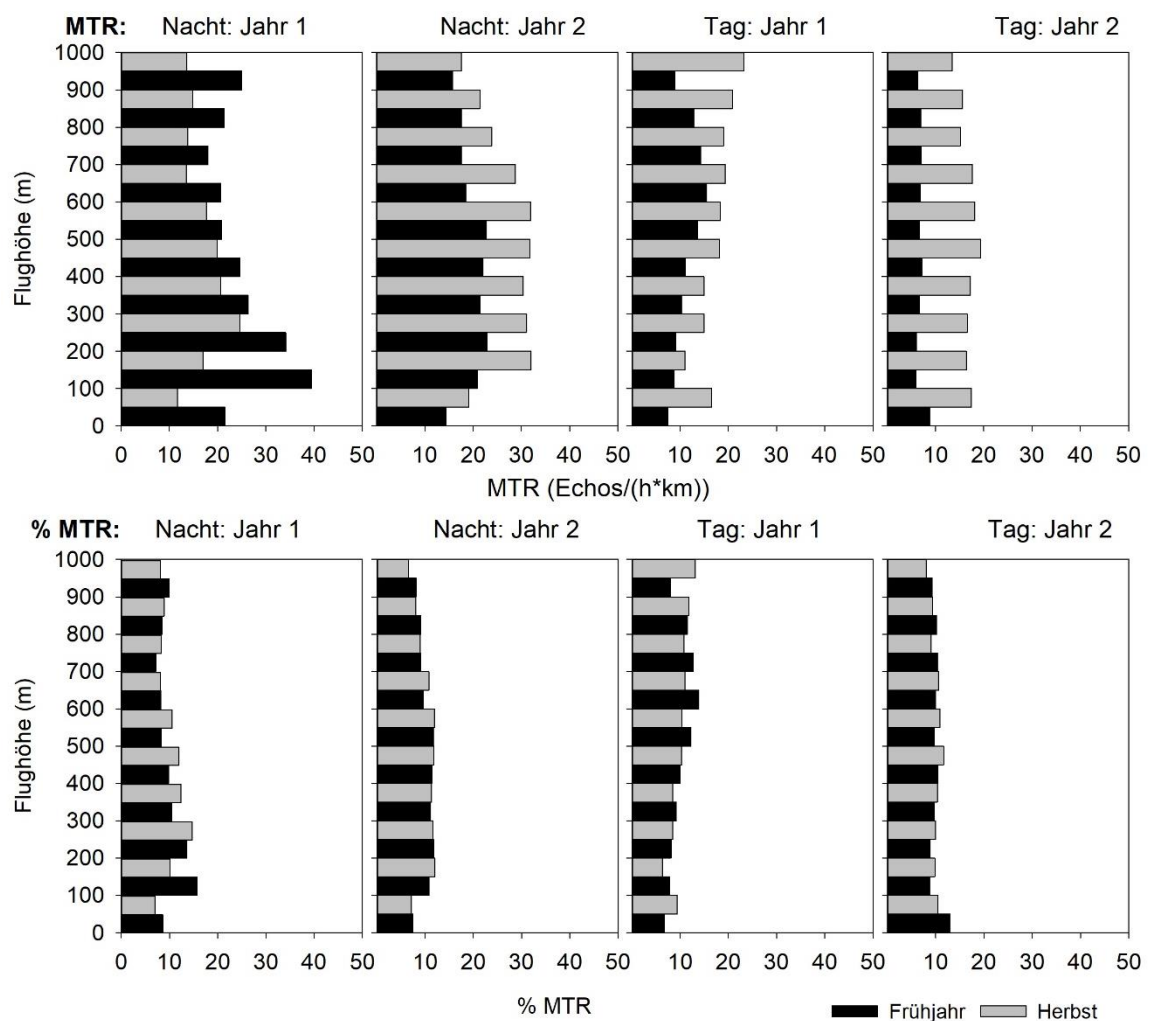 MTR: Nacht: Jahr 1 Nacht: Jahr 2 Tag: Jahr 1 Tag: Jahr 2
1000
900
800
700
600
500
400
300
200
100
0
Flughöhe (m)
0 10 20 30 40 50 10 20 30 40 50 10 20 30 40 50 10 20 30 40 50
MTR (Echos/(h*km))
% MTR: Nacht: Jahr 1 Nacht: Jahr 2 Tag: Jahr 1 Tag: Jahr 2
1000
900
800
700
600
500
400
300
200
100
0
Flughöhe (m)
0 10 20 30 40 50 10 20 30 40 50 10 20 30 40 50 10 20 30 40 50
% MTR
Frühjahr Herbst